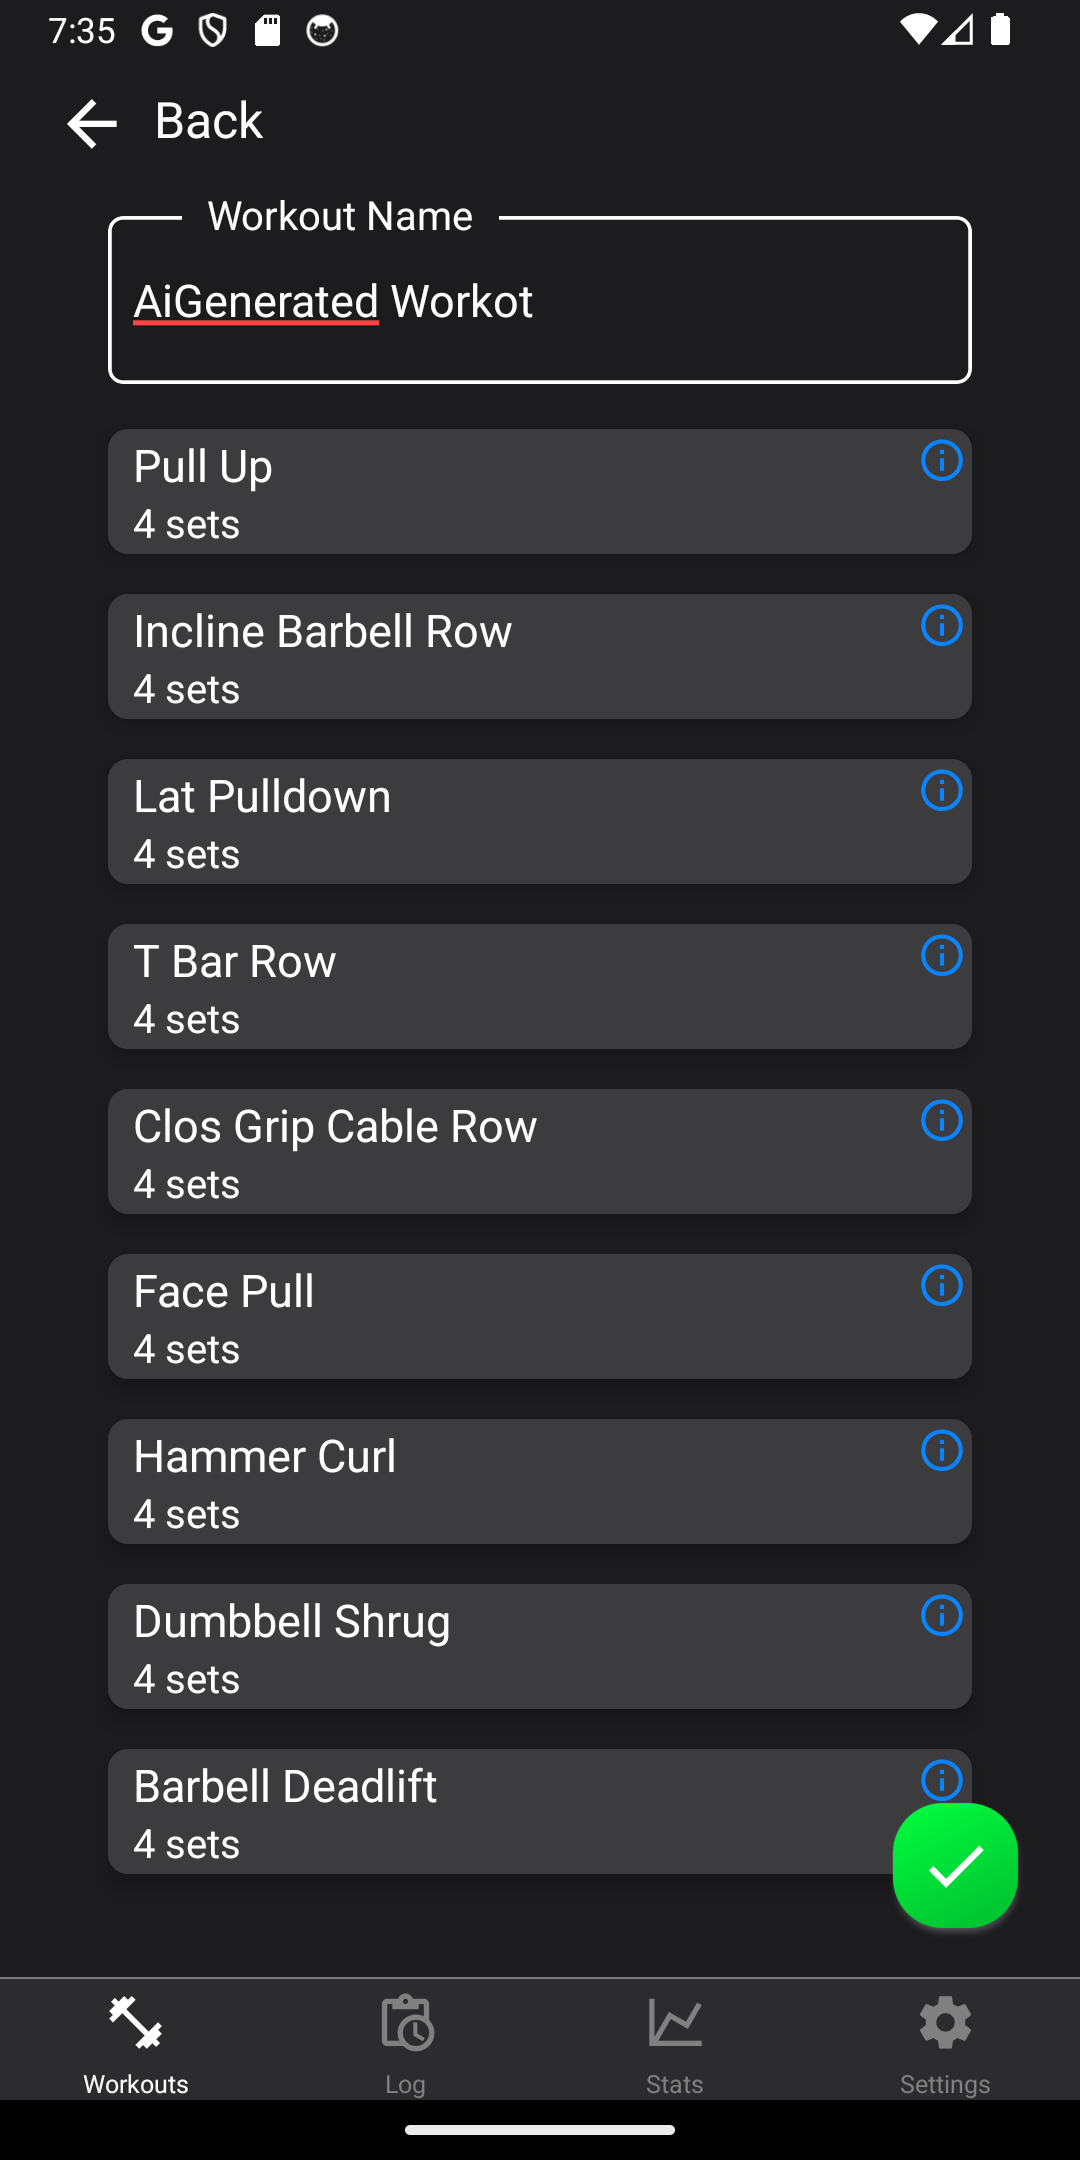 7:35
Back
Workout Name
AiGenerated Workot
Pull Up
4 sets
Incline Barbell Row
4 sets
Lat Pulldown
4 sets
T Bar Row
4 sets
Clos Grip Cable Row
4 sets
Face Pull
4 sets
Hammer Curl
4 sets
Dumbbell Shrug
4 sets
Barbell Deadlift
4 sets
Workouts Log Stats Settings